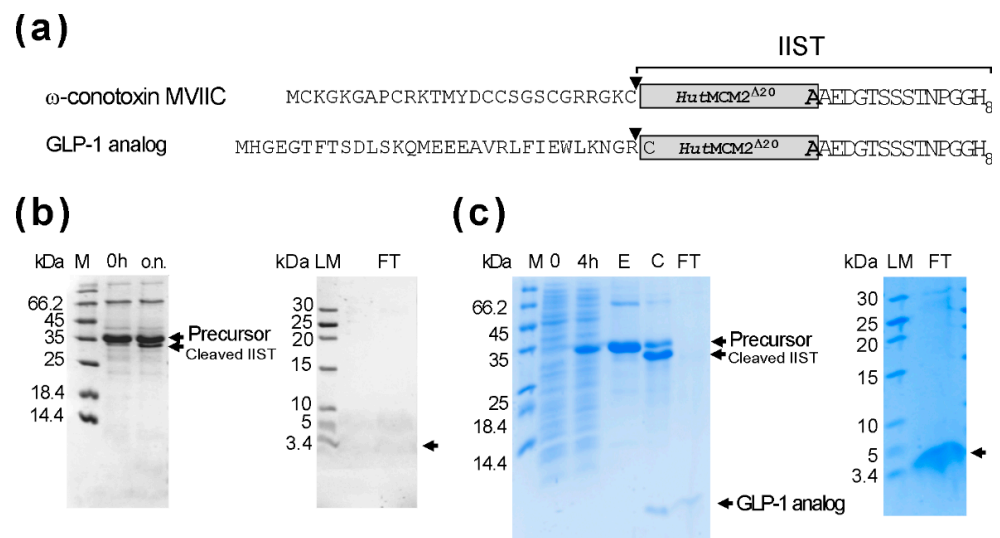 (a)
IIST
ω-conotoxin MVIIC MCKGKGAPCRKTMYDCCSGSCGRRGKC HutMCM2Δ20 AAEDGTSSSTNPGGH8
GLP-1 analog MHGEGTFTSDLSKQMEEEAVRLFIEWLKNGR C HutMCM2Δ20 AAEDGTSSSTNPGGH8
(b)
kDa M 0h o.n.
66.2
45
35
25
18.4
14.4
Precursor
Cleaved IIST
kDa LM FT
30
25
20
15
10
5
3.4
(c)
kDa M 0 4h E C FT
66.2
45
35
25
18.4
14.4
Precursor
Cleaved IIST
GLP-1 analog
kDa LM FT
30
25
20
15
10
5
3.4